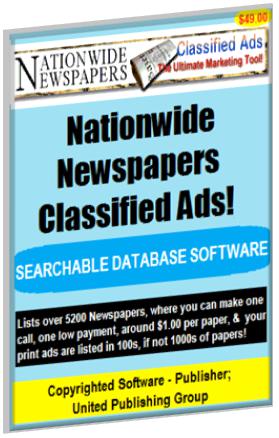 $49.00
NATIONWIDE
NEWSPAPERS
Classified Ads
The Ultimate Marketing Tool!
Nationwide
Newspapers
Classified Ads!
SEARCHABLE DATABASE SOFTWARE
Lists over 5200 Newspapers, where you can make one
call, one low payment, around $1.00 per paper, & your
print ads are listed in 100s, if not 1000s of papers!
Copyrighted Software - Publisher;
United Publishing Group